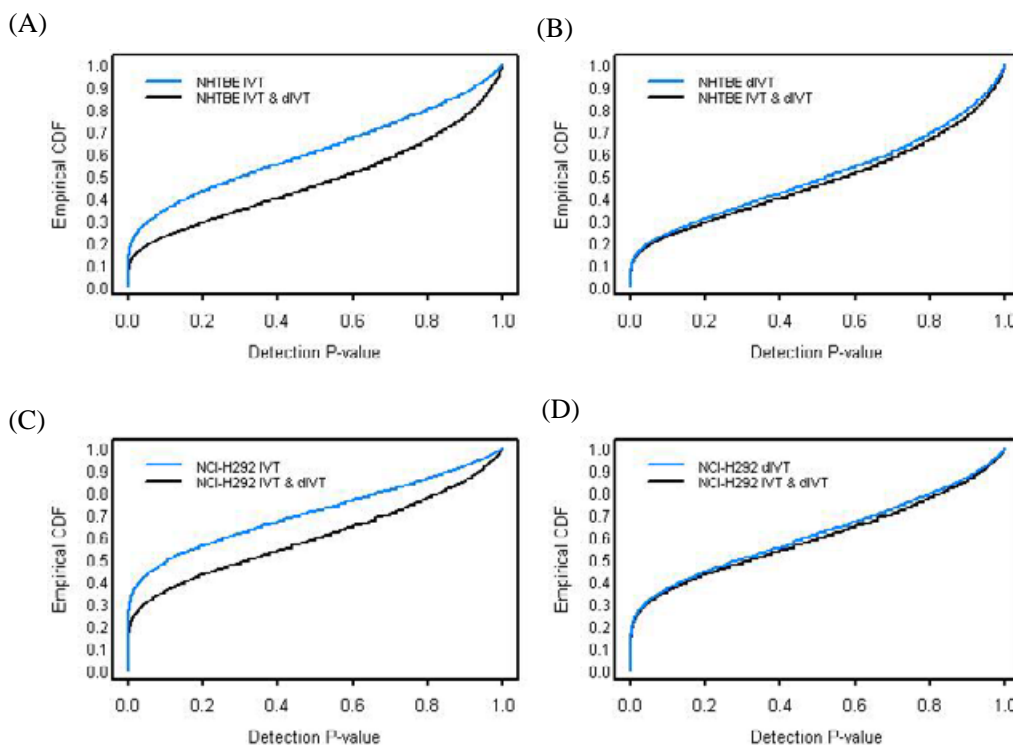 (A)
NHTBE IVT
NHTBE IVT & dIVT
Empirical CDF
1.0
0.9
0.8
0.7
0.6
0.5
0.4
0.3
0.2
0.1
0.0
0.0 0.2 0.4 0.6 0.8 1.0
Detection P-value
(B)
NHTBE dIVT
NHTBE IVT & dIVT
Empirical CDF
1.0
0.9
0.8
0.7
0.6
0.5
0.4
0.3
0.2
0.1
0.0
0.0 0.2 0.4 0.6 0.8 1.0
Detection P-value
(C)
NCI-H292 IVT
NCI-H292 IVT & dIVT
Empirical CDF
1.0
0.9
0.8
0.7
0.6
0.5
0.4
0.3
0.2
0.1
0.0
0.0 0.2 0.4 0.6 0.8 1.0
Detection P-value
(D)
NCI-H292 dIVT
NCI-H292 IVT & dIVT
Empirical CDF
1.0
0.9
0.8
0.7
0.6
0.5
0.4
0.3
0.2
0.1
0.0
0.0 0.2 0.4 0.6 0.8 1.0
Detection P-value